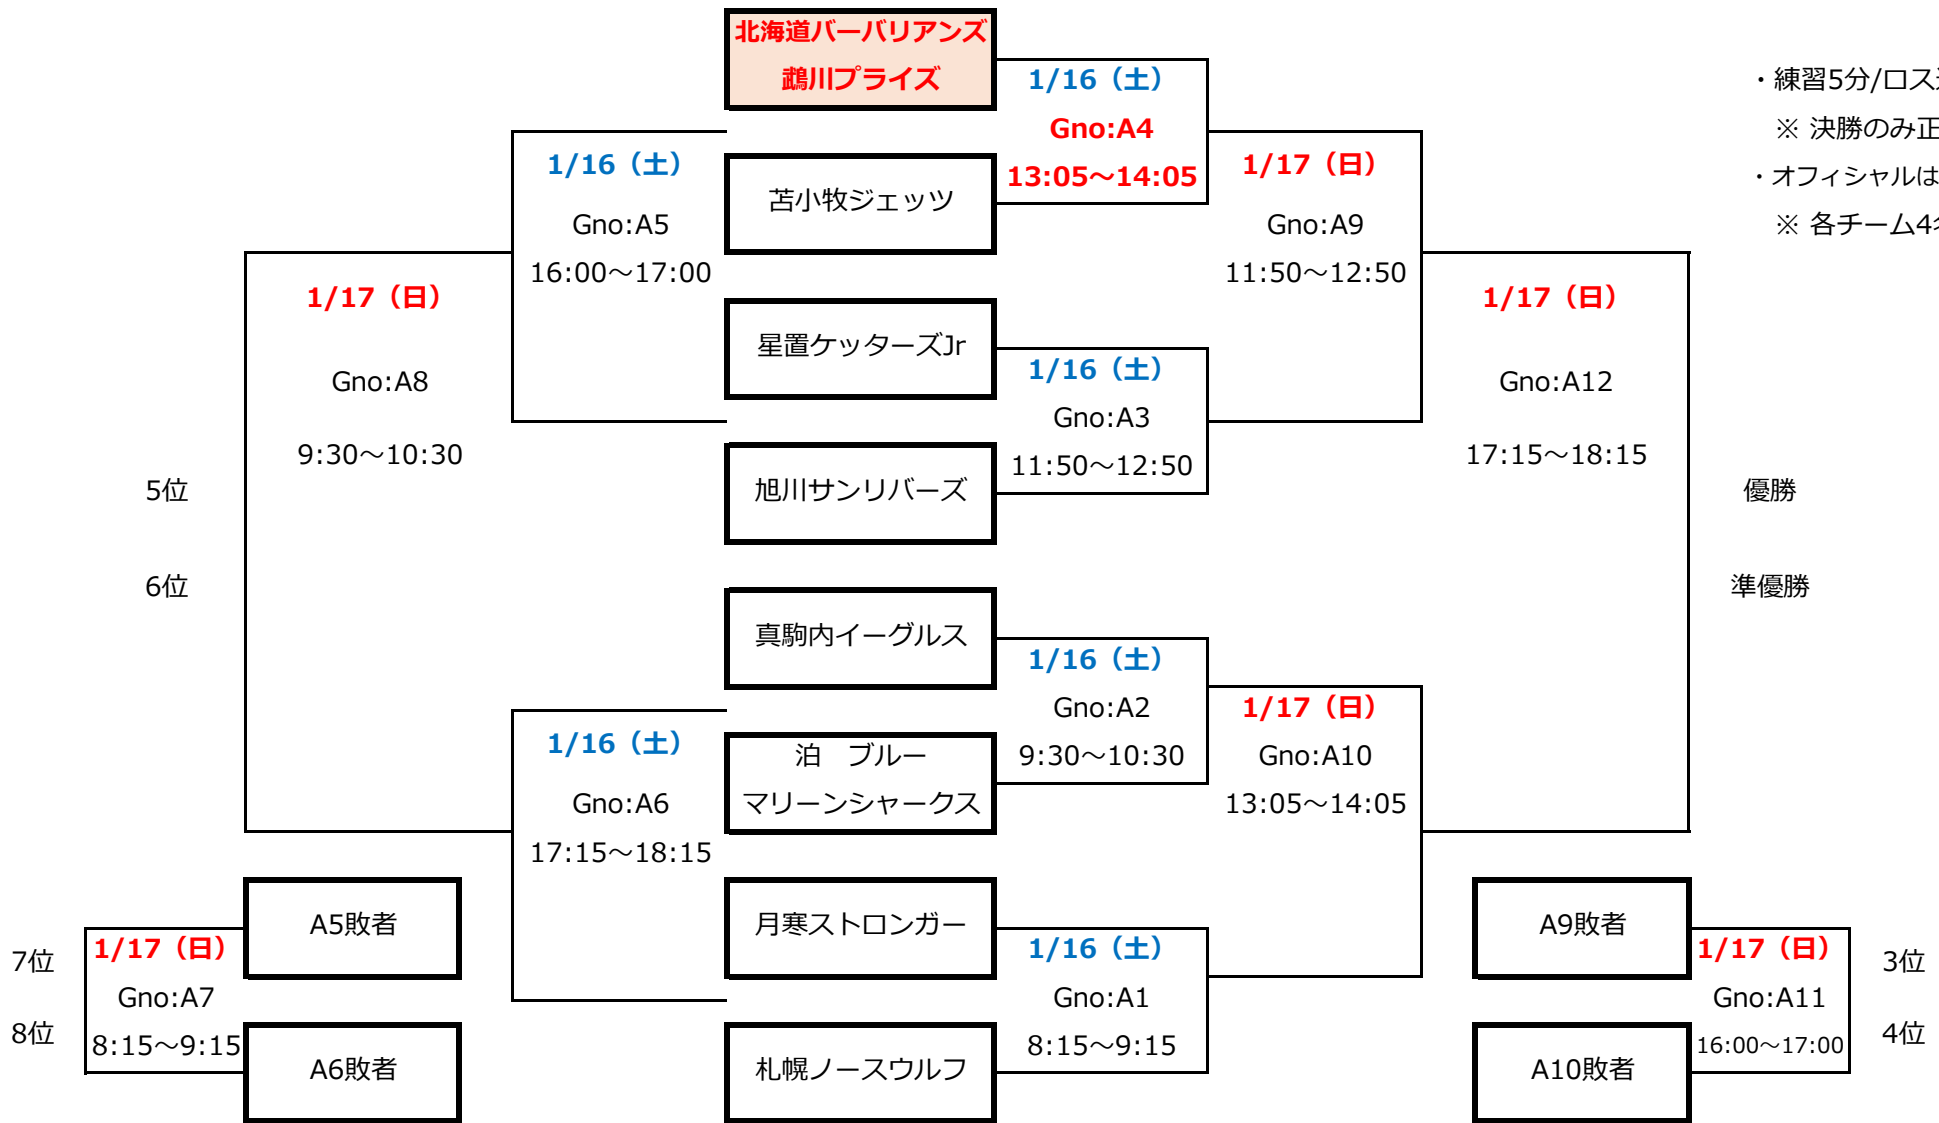 北海道バーバリアンズ
鵡川プライズ
1/16（土）
Gno:A4
13:05～14:05
・練習5分/ロス
※ 決勝のみ正
・オフィシャルは
※ 各チーム4
1/16（土）
Gno:A5
16:00～17:00
苫小牧ジェッツ
1/17（日）
Gno:A9
11:50～12:50
1/17（日）
Gno:A8
9:30～10:30
星置ケッターズJr
1/16（土）
Gno:A3
11:50～12:50
1/17（日）
Gno:A12
17:15～18:15
5位
6位
旭川サンリバーズ
優勝
準優勝
真駒内イーグルス
1/16（土）
Gno:A2
9:30～10:30
1/16（土）
Gno:A6
17:15～18:15
泊　ブルー
マリーンシャークス
1/17（日）
Gno:A10
13:05～14:05
7位
8位
1/17（日）
Gno:A7
8:15～9:15
A5敗者
A6敗者
月寒ストロンガー
1/16（土）
Gno:A1
8:15～9:15
札幌ノースウルフ
A9敗者
A10敗者
1/17（日）
Gno:A11
16:00～17:00
3位
4位